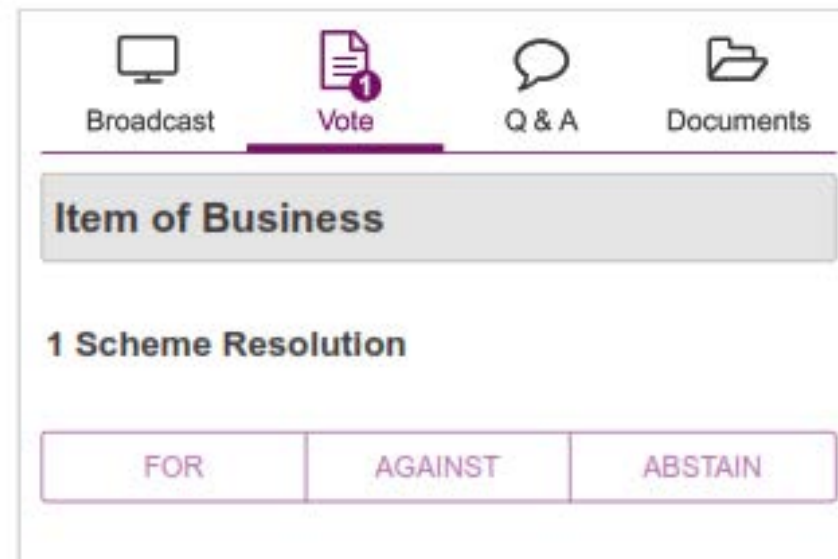 1
Broadcast Vote Q & A Documents
Item of Business
1 Scheme Resolution
FOR AGAINST ABSTAIN